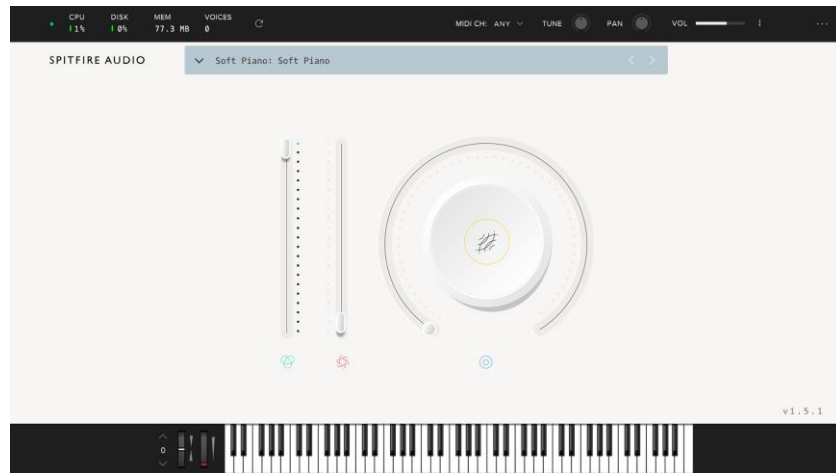 CPU DISK MEM VOICES
1% 0% 77.3 MB 0
MIDI CH: ANY TUNE PAN VOL
SPITFIRE AUDIO
Soft Piano: Soft Piano
v1.5.1
0